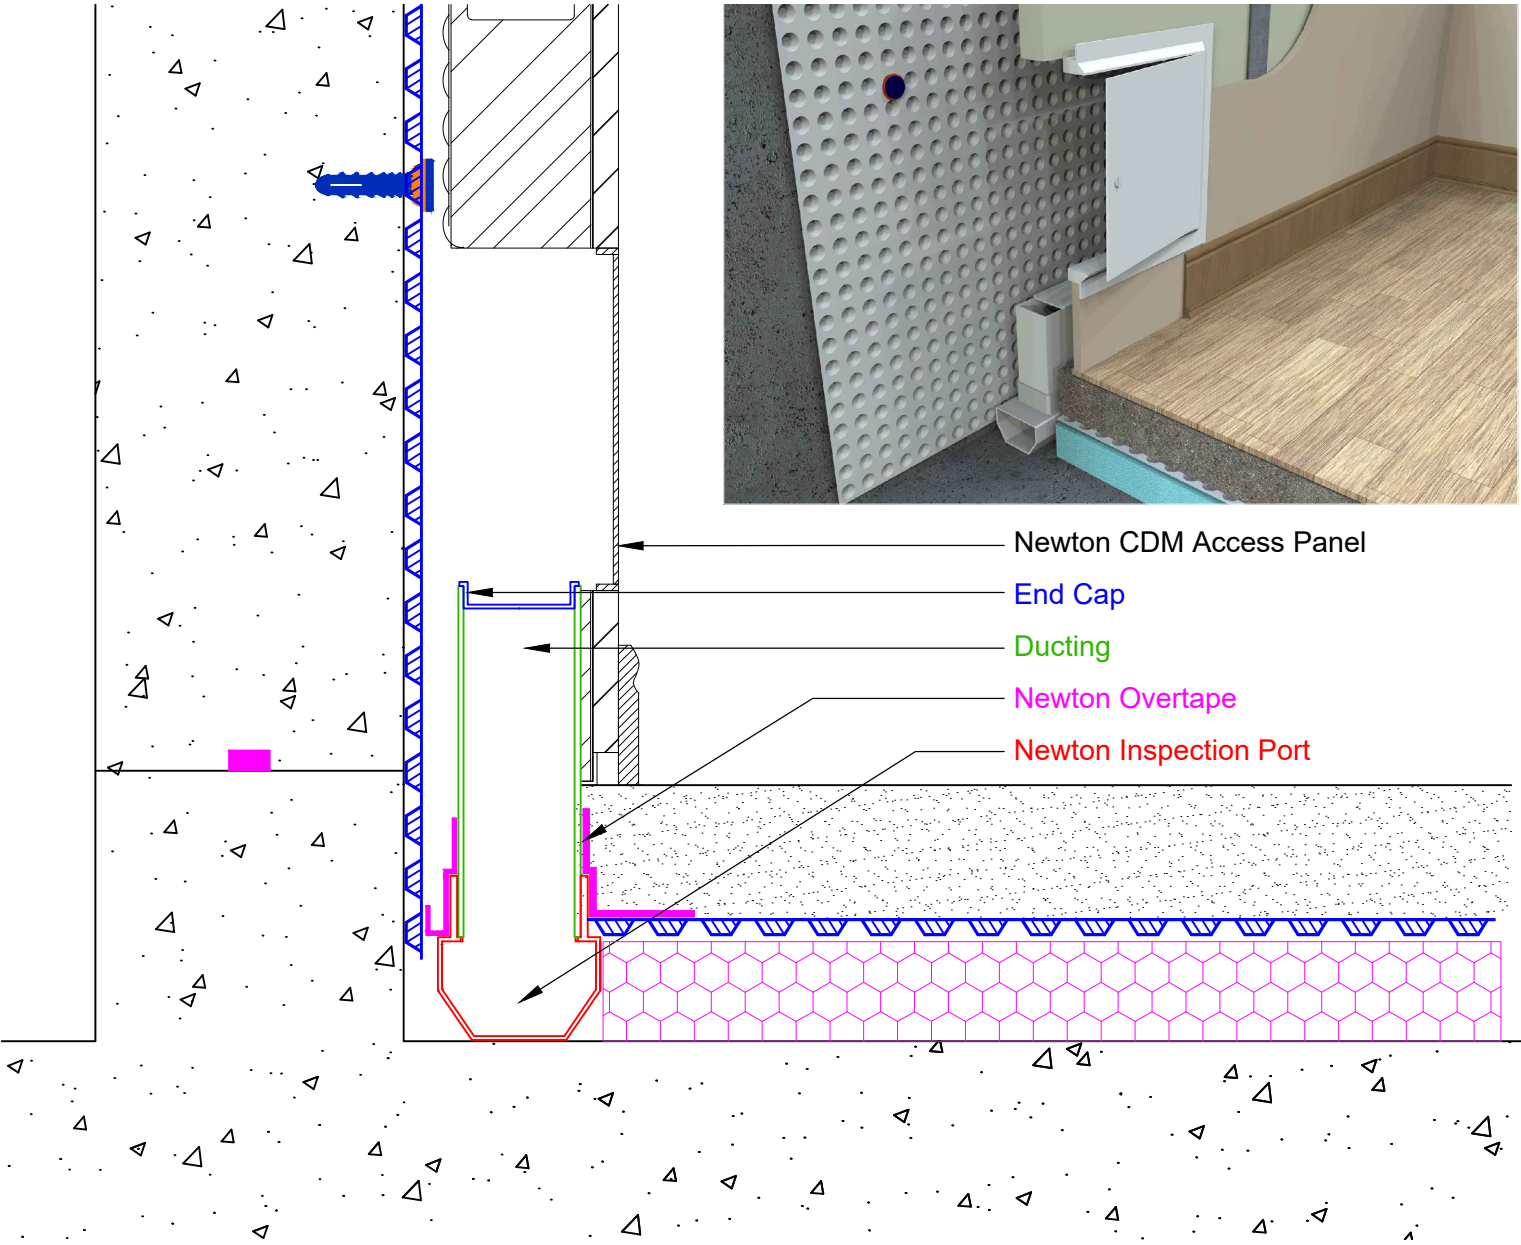 Newton CDM Access Panel
End Cap
Ducting
Newton Overtape
Newton Inspection Port